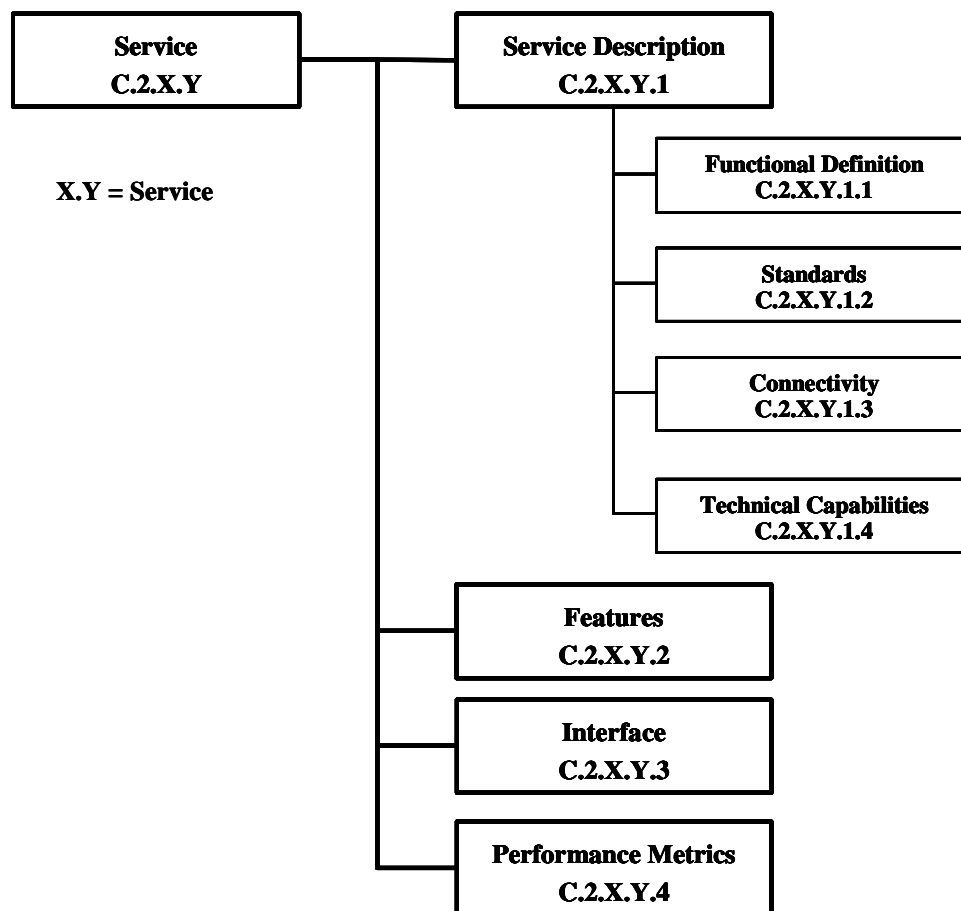 Service
C.2.X.Y
Service Description
C.2.X.Y.1
X.Y = Service
Functional Definition
C.2.X.Y.1.1
Standards
C.2.X.Y.1.2
Connectivity
C.2.X.Y.1.3
Technical Capabilities
C.2.X.Y.1.4
Features
C.2.X.Y.2
Interface
C.2.X.Y.3
Performance Metrics
C.2.X.Y.4